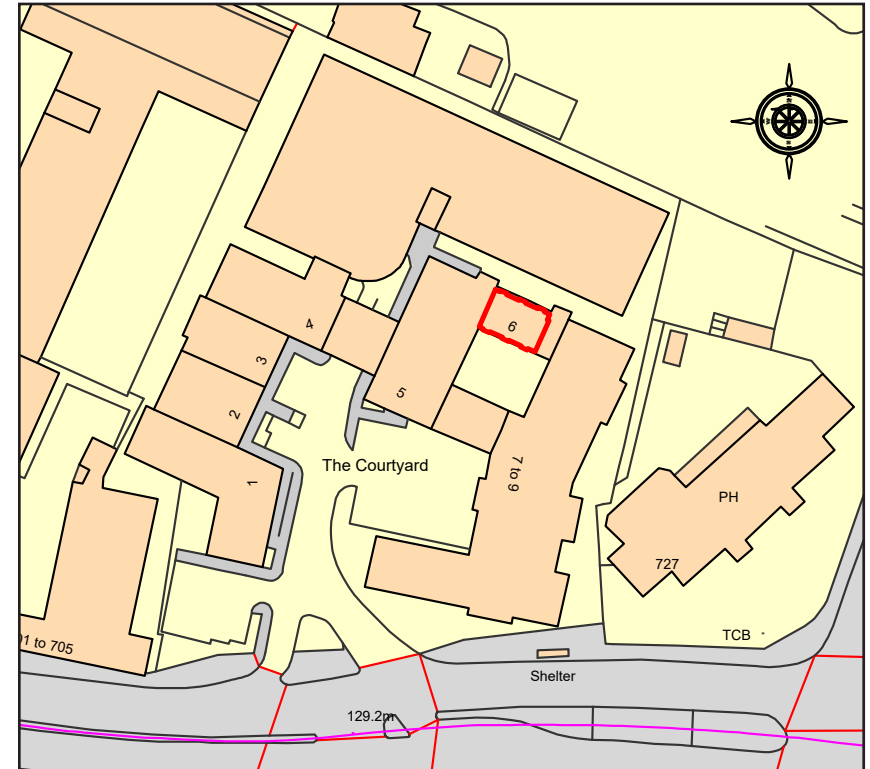 6
4
3
5
2
The Courtyard
7 to 9
1
PH
727
01 to 705
TCB
Shelter
129.2m